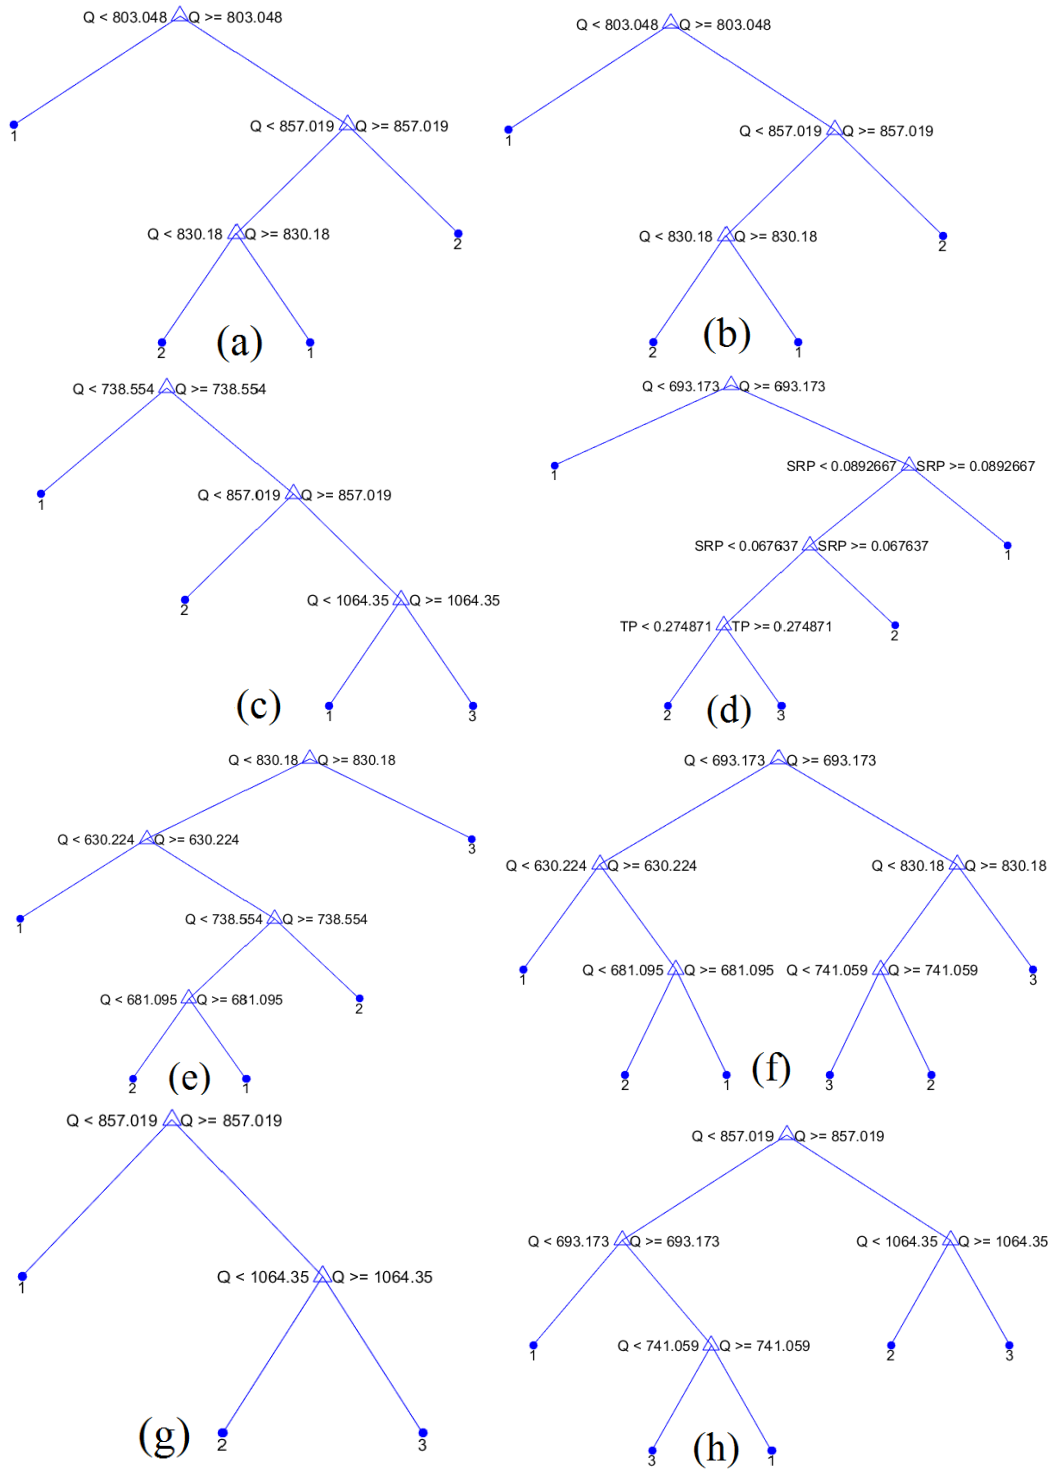 Q < 803.048 Q >= 803.048
1
Q < 857.019 Q >= 857.019
Q < 830.18 Q >= 830.18
2
2
1
(a)
Q < 803.048 Q >= 803.048
1
Q < 857.019 Q >= 857.019
Q < 830.18 Q >= 830.18
2
2
1
(b)
Q < 738.554 Q >= 738.554
1
Q < 857.019 Q >= 857.019
2
Q < 1064.35 Q >= 1064.35
1
3
(c)
Q < 693.173 Q >= 693.173
1
SRP < 0.0892667 SRP >= 0.0892667
SRP < 0.067637 SRP >= 0.067637
1
TP < 0.274871 TP >= 0.274871
2
2
3
(d)
Q < 830.18 Q >= 830.18
Q < 630.224 Q >= 630.224
3
1
Q < 738.554 Q >= 738.554
Q < 681.095 Q >= 681.095
2
2
1
(e)
Q < 693.173 Q >= 693.173
Q < 630.224 Q >= 630.224
Q < 830.18 Q >= 830.18
1
Q < 681.095 Q >= 681.095
Q < 741.059 Q >= 741.059
3
2
1
3
2
(f)
Q < 857.019 Q >= 857.019
1
Q < 1064.35 Q >= 1064.35
2
3
(g)
Q < 857.019 Q >= 857.019
Q < 693.173 Q >= 693.173
Q < 1064.35 Q >= 1064.35
1
Q < 741.059 Q >= 741.059
2
3
3
1
(h)